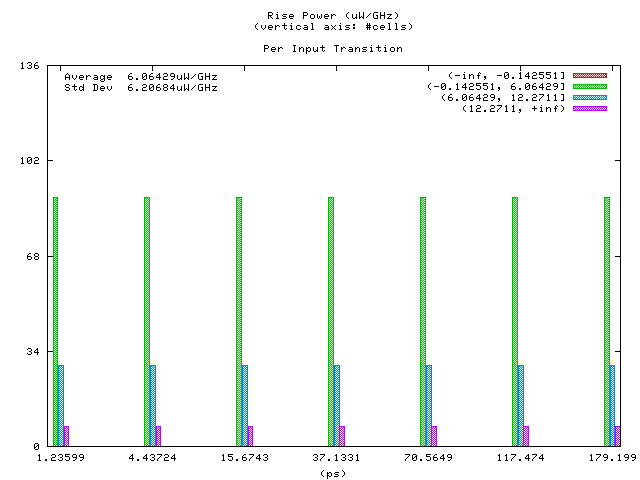 Rise Power (uW/GHz)
(vertical axis: #cells)
Per Input Transition
136
Average 6.06429uW/GHz
Std Dev 6.20684uW/GHz
(-inf, -0.142551]
(-0.142551, 6.06429]
(6.06429, 12.2711]
(12.2711, +inf)
102
68
34
0
1.23599 4.43724 15.6743 37.1331 70.5649 117.474 179.199
(ps)